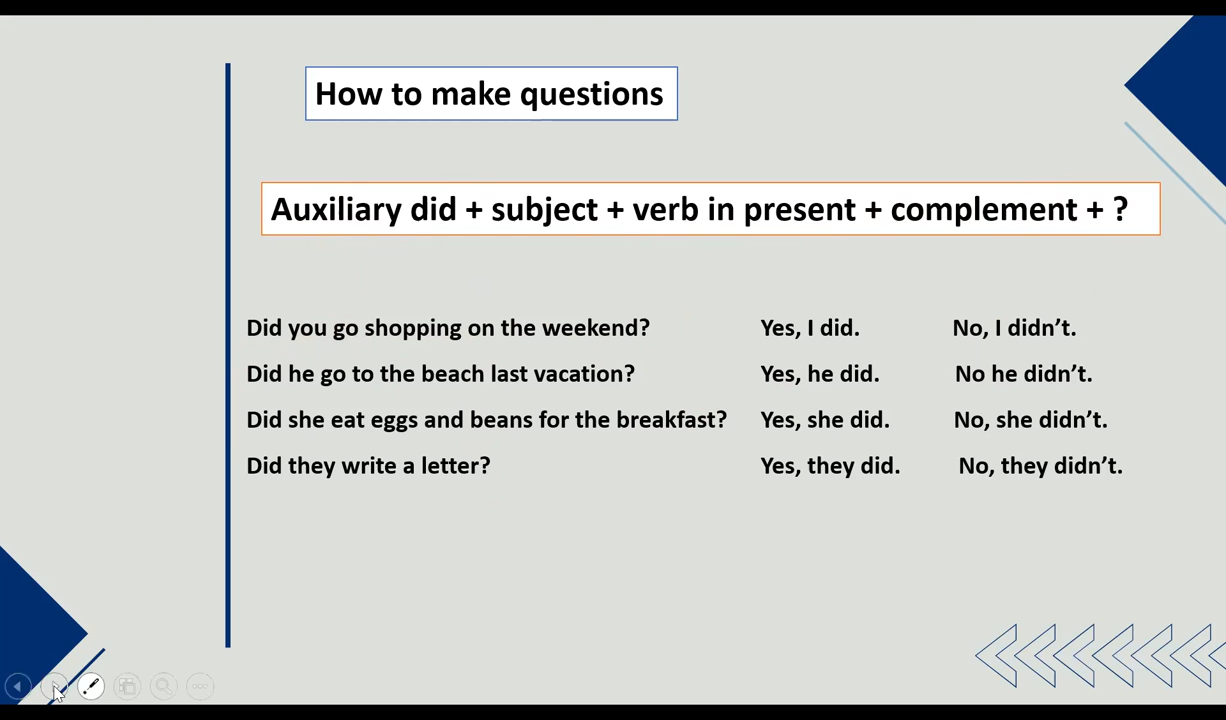 How to make questions
Auxiliary did + subject + verb in present + complement + ?
Did you go shopping on the weekend? Yes, I did. No, I didn't.
Did he go to the beach last vacation? Yes, he did. No he didn't.
Did she eat eggs and beans for the breakfast? Yes, she did. No, she didn't.
Did they write a letter? Yes, they did. No, they didn't.